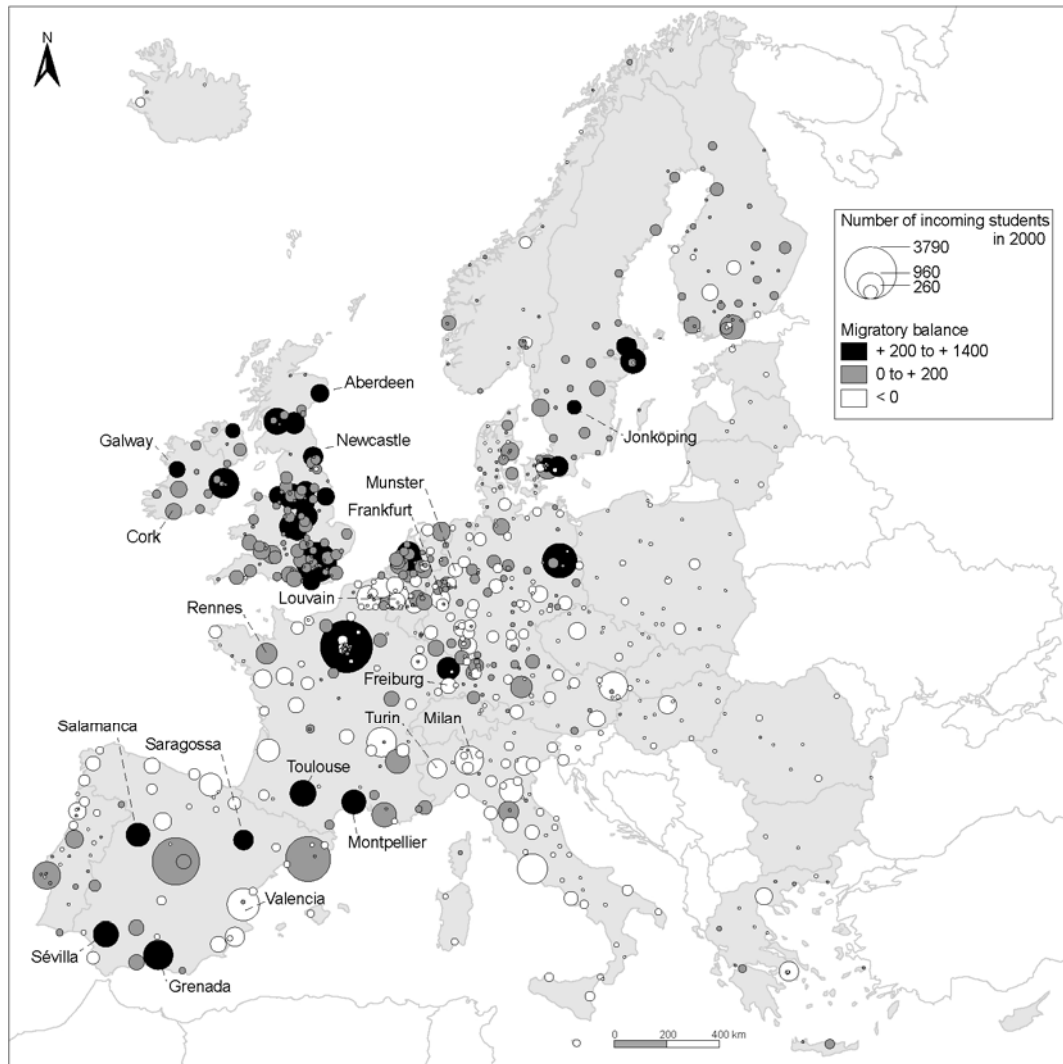 N
Number of incoming students
in 2000
3790
960
260
Migratory balance
+ 200 to + 1400
0 to + 200
< 0
Aberdeen
Galway
Newcastle
Jonköping
Munster
Frankfurt
Cork
Louvain
Rennes
Freiburg
Salamanca
Turin
Milan
Saragossa
Toulouse
Montpellier
Valencia
Sévilla
Grenada
0 200 400 km